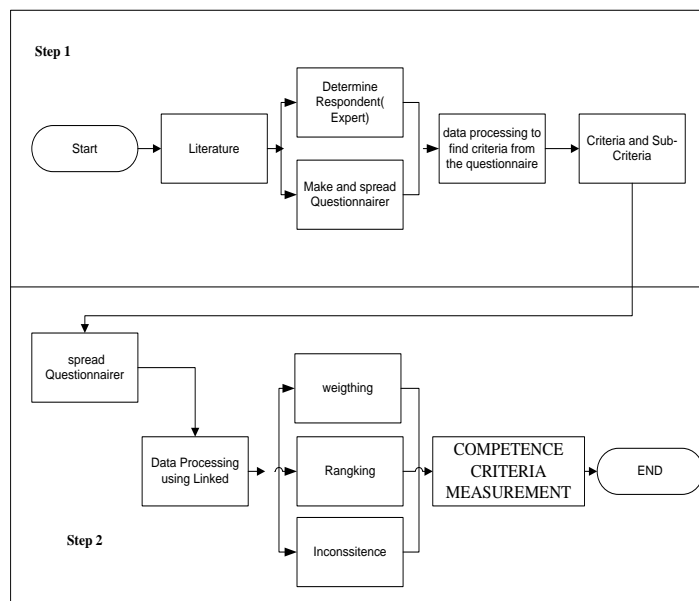 Step 1
Start
Literature
Determine
Respondent(
Expert)
Make and spread
Questionnairer
data processing to
find criteria from
the questionnaire
Criteria and Sub-
Criteria
spread
Questionnairer
Data Processing
using Linked
weigthing
Rangking
Inconssitence
COMPETENCE
CRITERIA
MEASUREMENT
END
Step 2